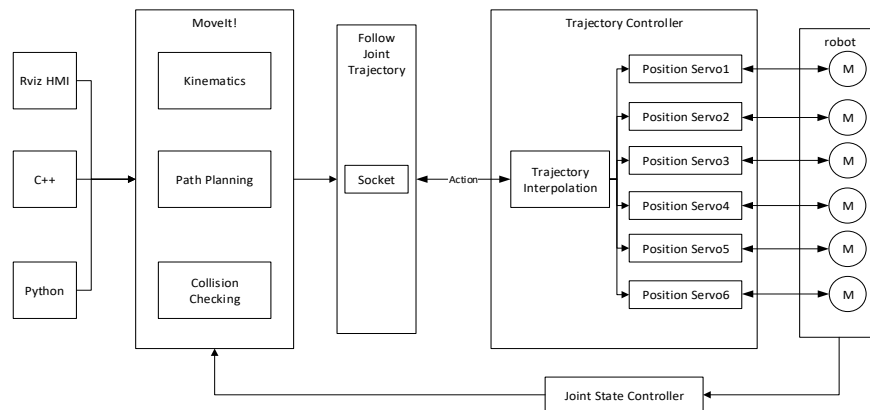 MoveIt!
Rviz HMI
C++
Python
Kinematics
Path Planning
Collision
Checking
Follow
Joint
Trajectory
Socket
Action
Trajectory Controller
Trajectory
Interpolation
Position Servo1
Position Servo2
Position Servo3
Position Servo4
Position Servo5
Position Servo6
robot
M
M
M
M
M
M
Joint State Controller